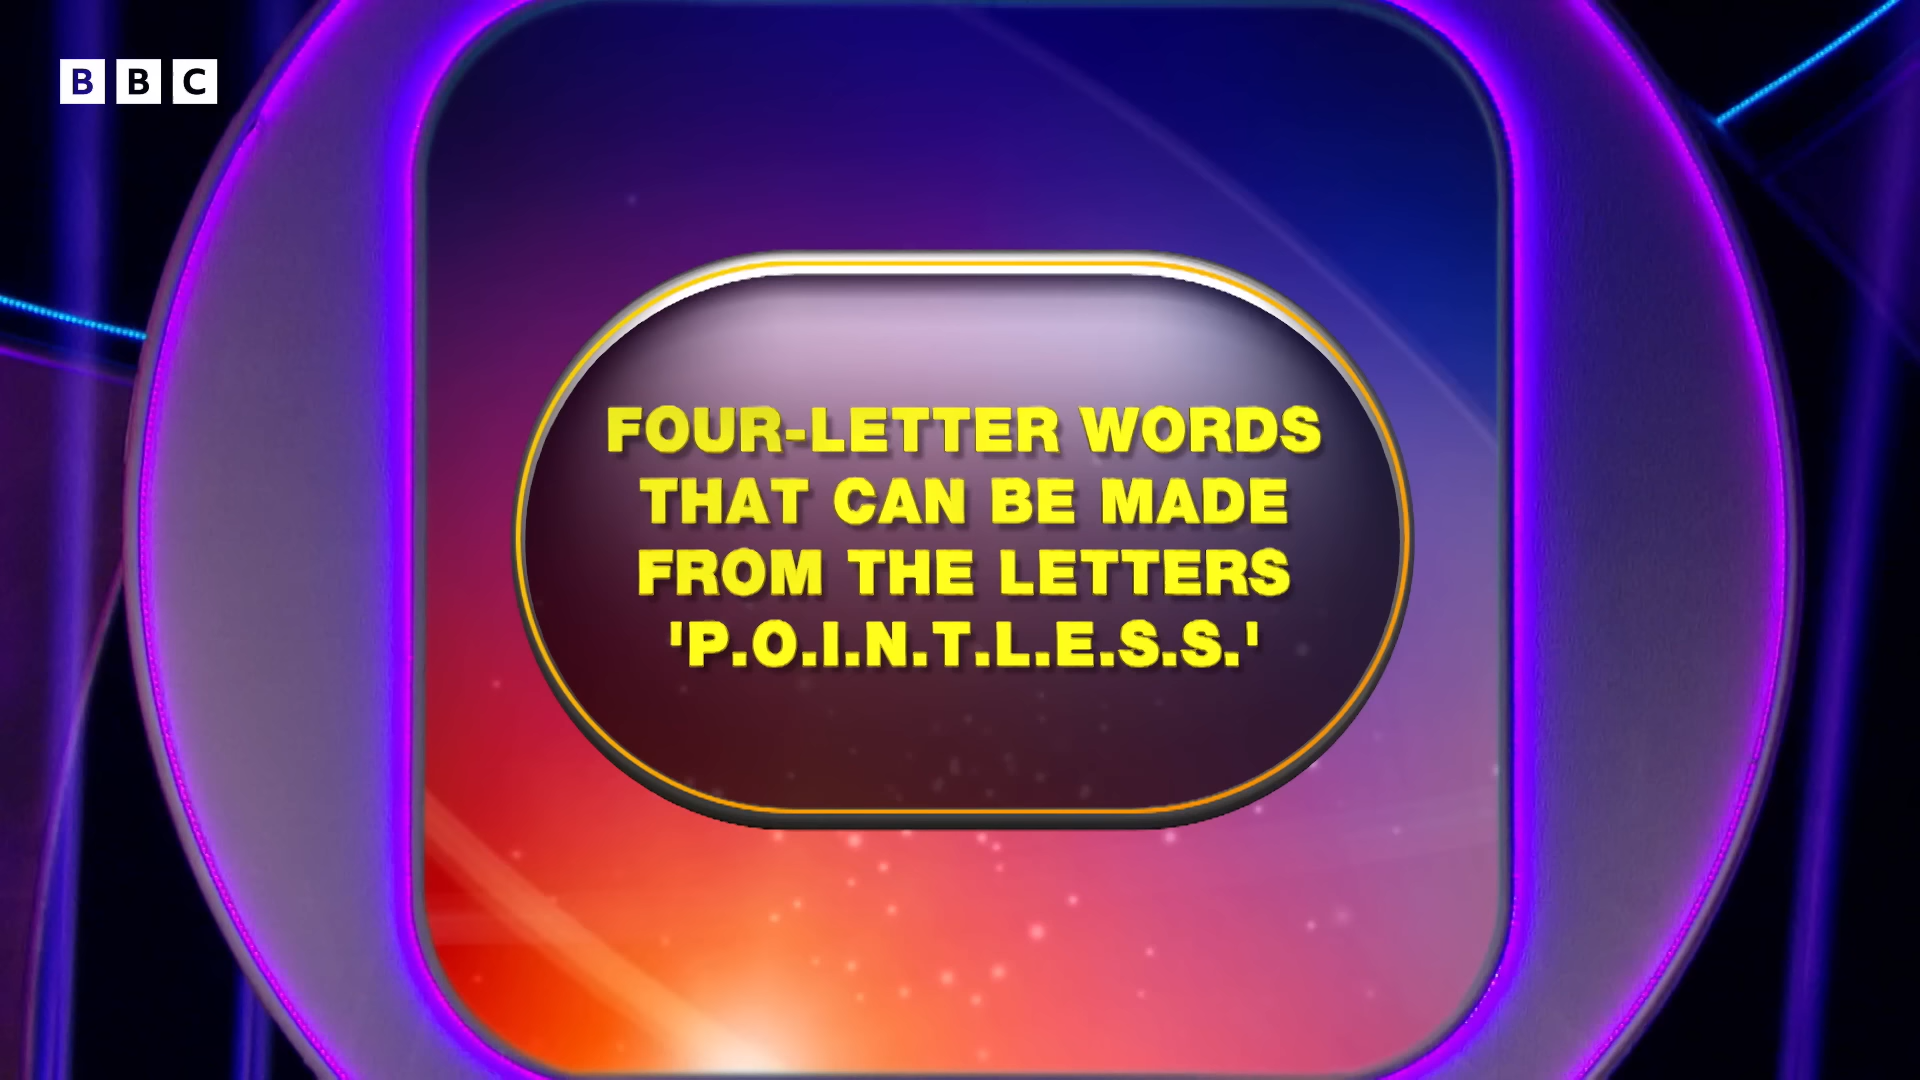 BBC
FOUR-LETTER WORDS
THAT CAN BE MADE
FROM THE LETTERS
'P.O.I.N.T.L.E.S.S.'